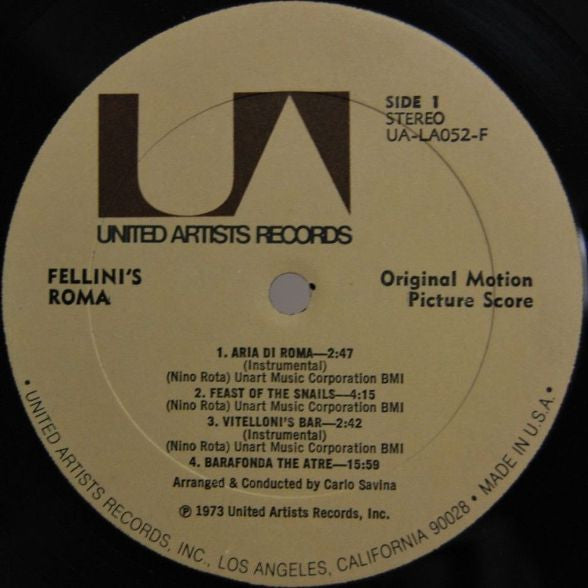 UA
UNITED ARTISTS RECORDS
SIDE 1
STEREO
UA-LA052-F
FELLINI'S
ROMA
Original Motion
Picture Score
1. ARIA DI ROMA—2:47
(Instrumental)
(Nino Rota) Unart Music Corporation BMI
2. FEAST OF THE SNAILS—4:15
(Nino Rota) Unart Music Corporation BMI
3. VITELLONI'S BAR—2:42
(Instrumental)
(Nino Rota) Unart Music Corporation BMI
4. BARAFONDA THE ATRE—15:59
Arranged & Conducted by Carlo Savina
℗ 1973 United Artists Records, Inc.
• UNITED ARTISTS RECORDS, INC., LOS ANGELES, CALIFORNIA 90028 • MADE IN U.S.A. •